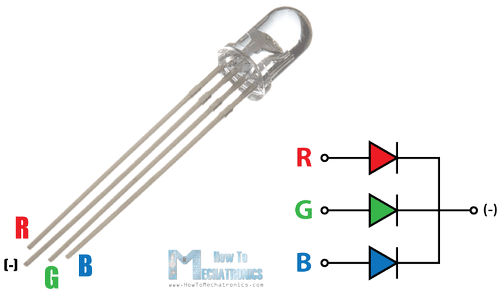 R
(-)
G
B
How To
MECHATRONICS
www.HowToMechatronics.com
R
G
(-)
B